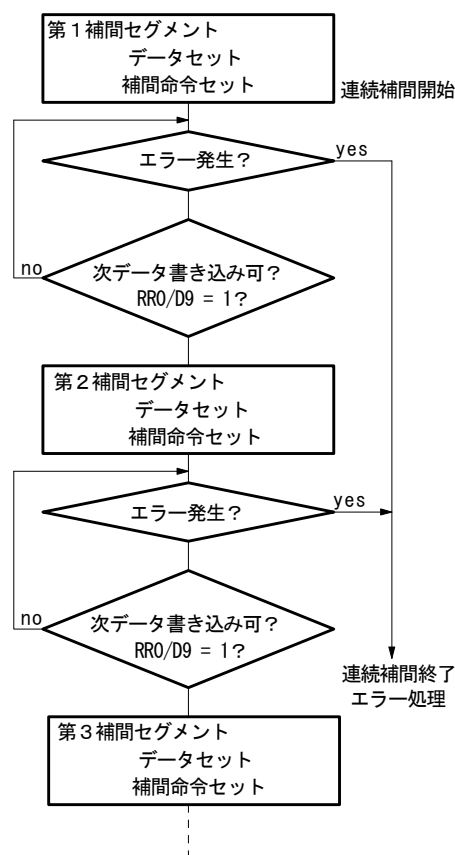 第1補間セグメント
データセット
補間命令セット
連続補間開始
エラー発生?
yes
no
次データ書き込み可?
RR0/D9 = 1?
第2補間セグメント
データセット
補間命令セット
エラー発生?
yes
no
次データ書き込み可?
RR0/D9 = 1?
連続補間終了
エラー処理
第3補間セグメント
データセット
補間命令セット